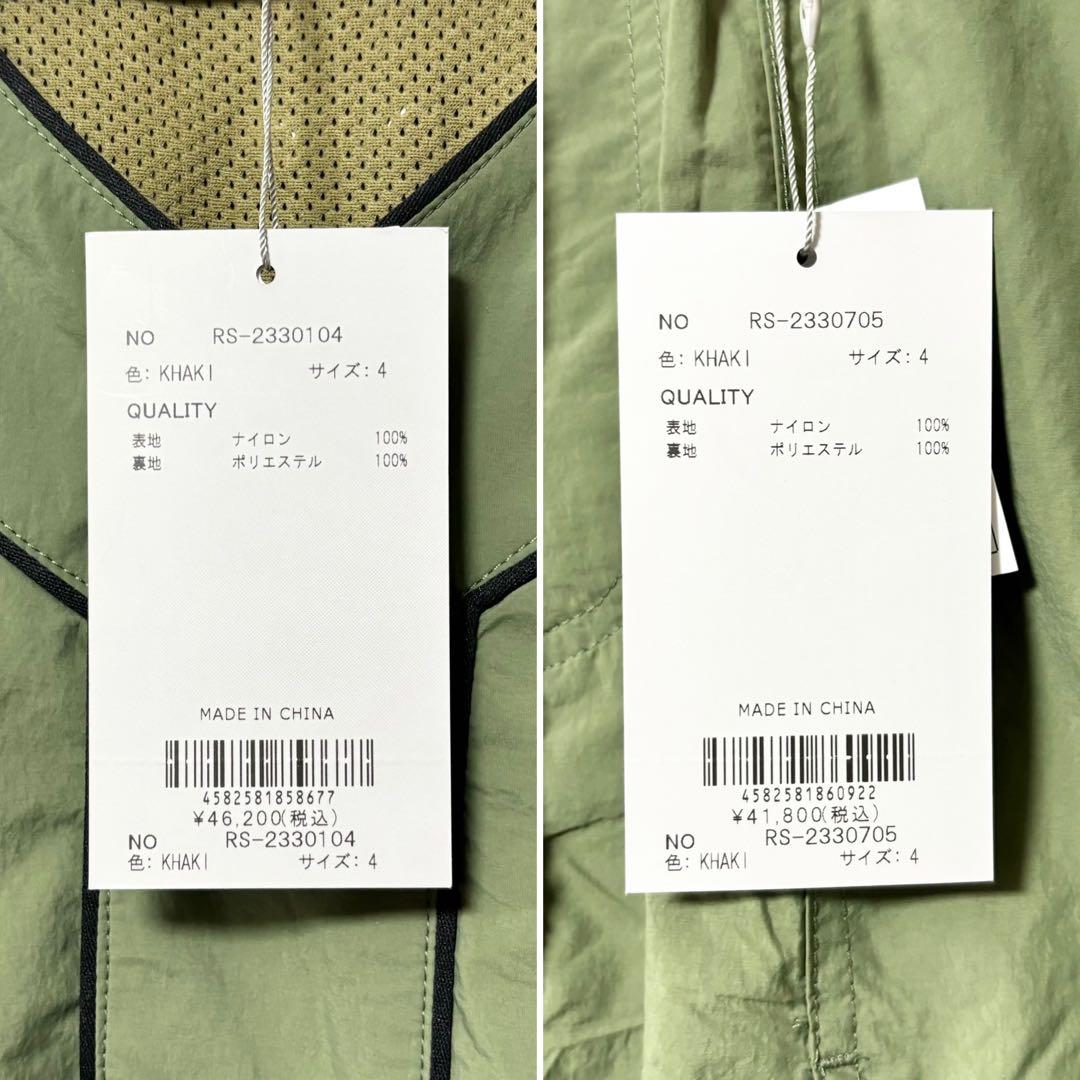 NO RS-2330104
色: KHAKI サイズ: 4
QUALITY
表地 ナイロン 100%
裏地 ポリエステル 100%
MADE IN CHINA
4582581858677
¥46,200(税込)
NO RS-2330104
色: KHAKI サイズ: 4
NO RS-2330705
色: KHAKI サイズ: 4
QUALITY
表地 ナイロン 100%
裏地 ポリエステル 100%
MADE IN CHINA
4582581860922
¥41,800(税込)
NO RS-2330705
色: KHAKI サイズ: 4